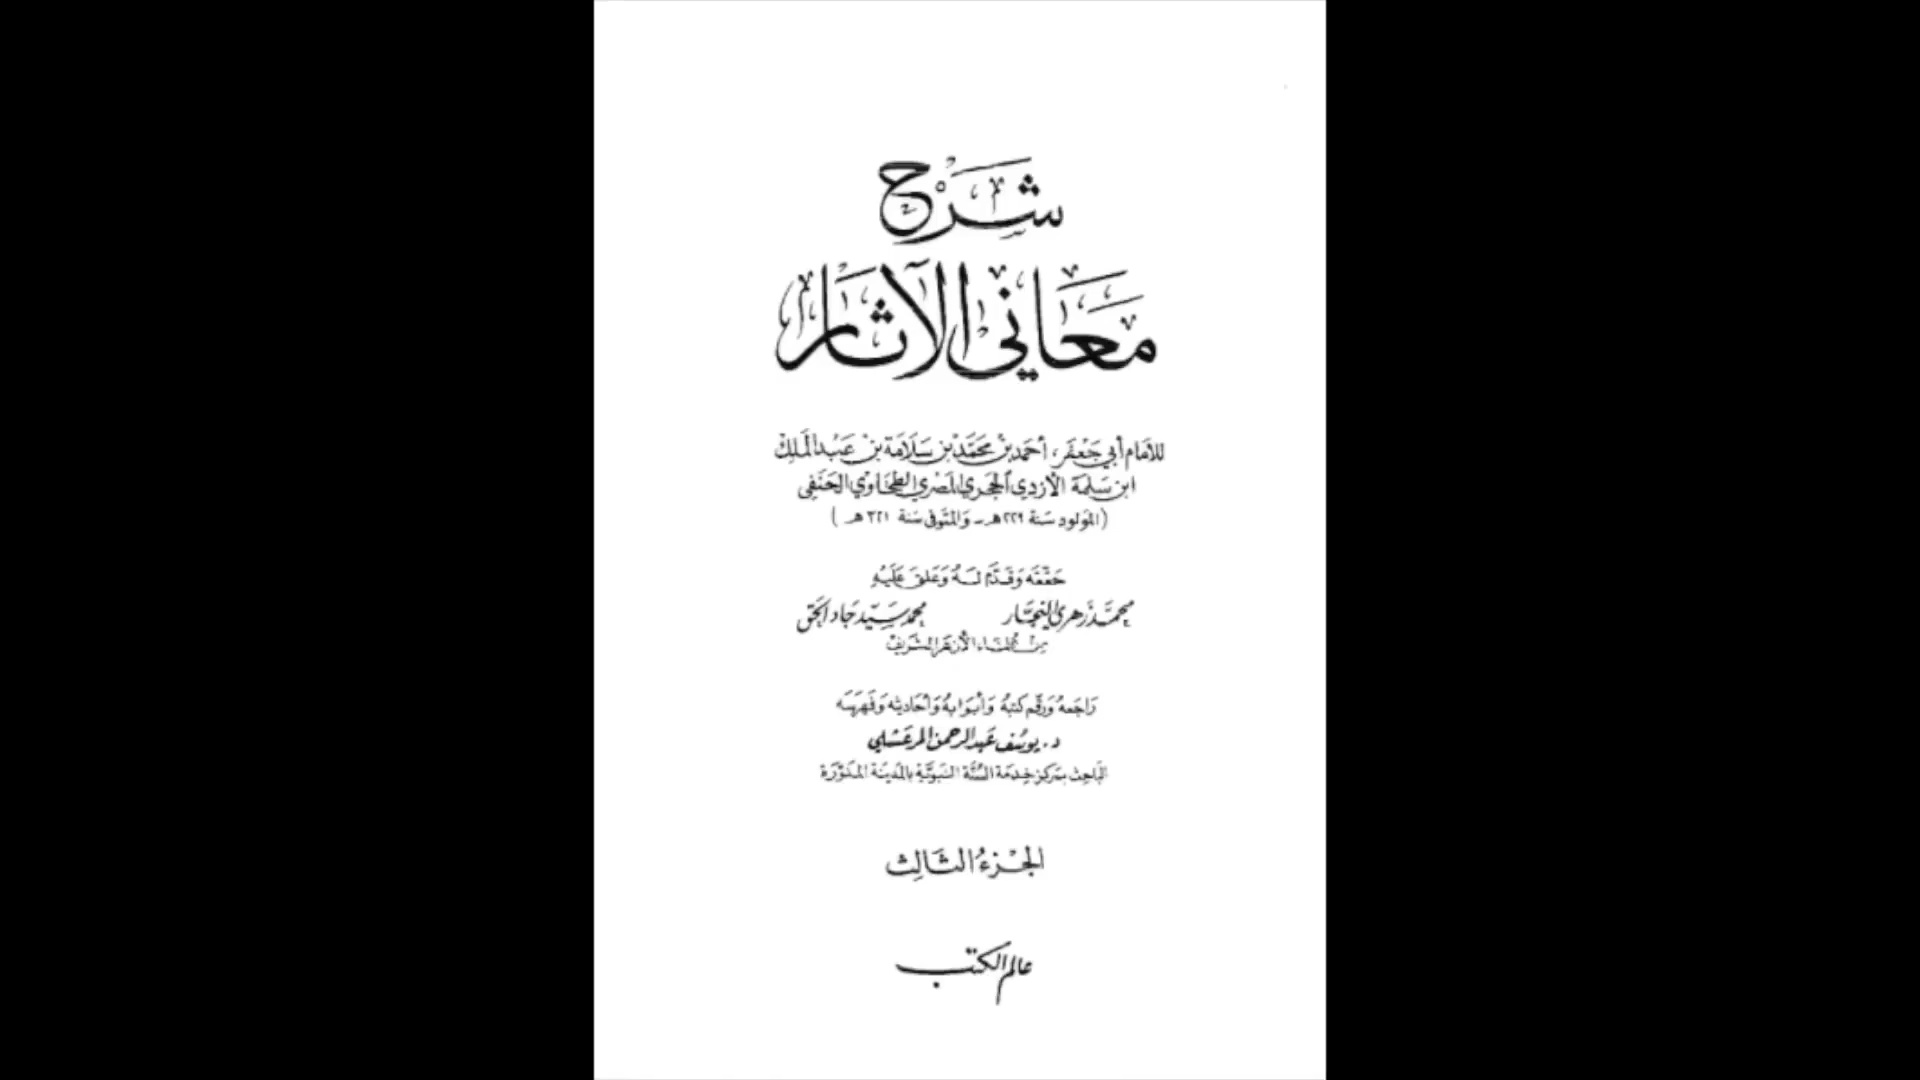 شرح
معاني الآثار
للإمام أبي جعفر، أحمد بن محمد بن سلامة بن عبد الملك
ابن سلمة الأزدي الحجري المصري الطحاوي الحنفي
(المولود سنة ٢٢٩ هـ - والمتوفى سنة ٣٢١ هـ)
حققه وقدم له وعلق عليه
محمد زهري النجار
محمد سيد جاد الحق
من علماء الأزهر الشريف
راجعه ورقم كتبه وأبوابه وأحاديثه وفهرسه
د. يوسف عبد الرحمن المرعشلي
الباحث بمركز خدمة السنة النبوية بالمدينة المنورة
الجزء الثالث
عالم الكتب